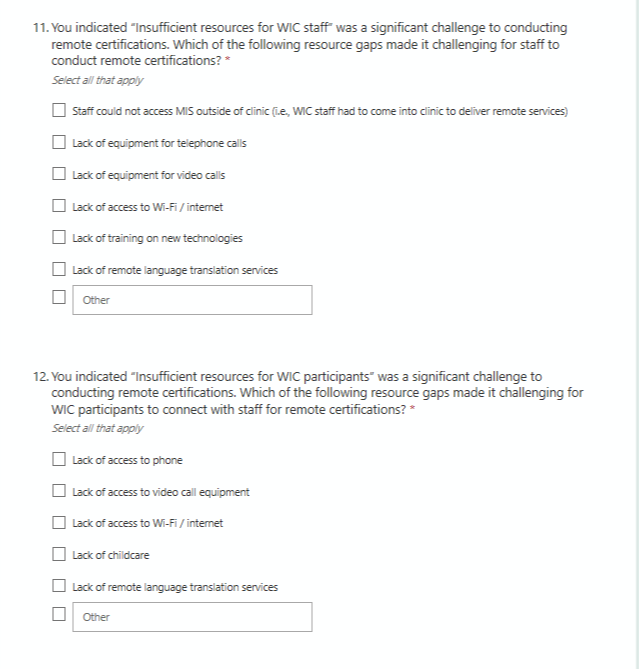 11. You indicated "Insufficient resources for WIC staff" was a significant challenge to conducting
remote certifications. Which of the following resource gaps made it challenging for staff to
conduct remote certifications? *
Select all that apply
Staff could not access MIS outside of clinic (i.e., WIC staff had to come into clinic to deliver remote services)
Lack of equipment for telephone calls
Lack of equipment for video calls
Lack of access to Wi-Fi / internet
Lack of training on new technologies
Lack of remote language translation services
Other
12. You indicated "Insufficient resources for WIC participants" was a significant challenge to
conducting remote certifications. Which of the following resource gaps made it challenging for
WIC participants to connect with staff for remote certifications? *
Select all that apply
Lack of access to phone
Lack of access to video call equipment
Lack of access to Wi-Fi / internet
Lack of childcare
Lack of remote language translation services
Other